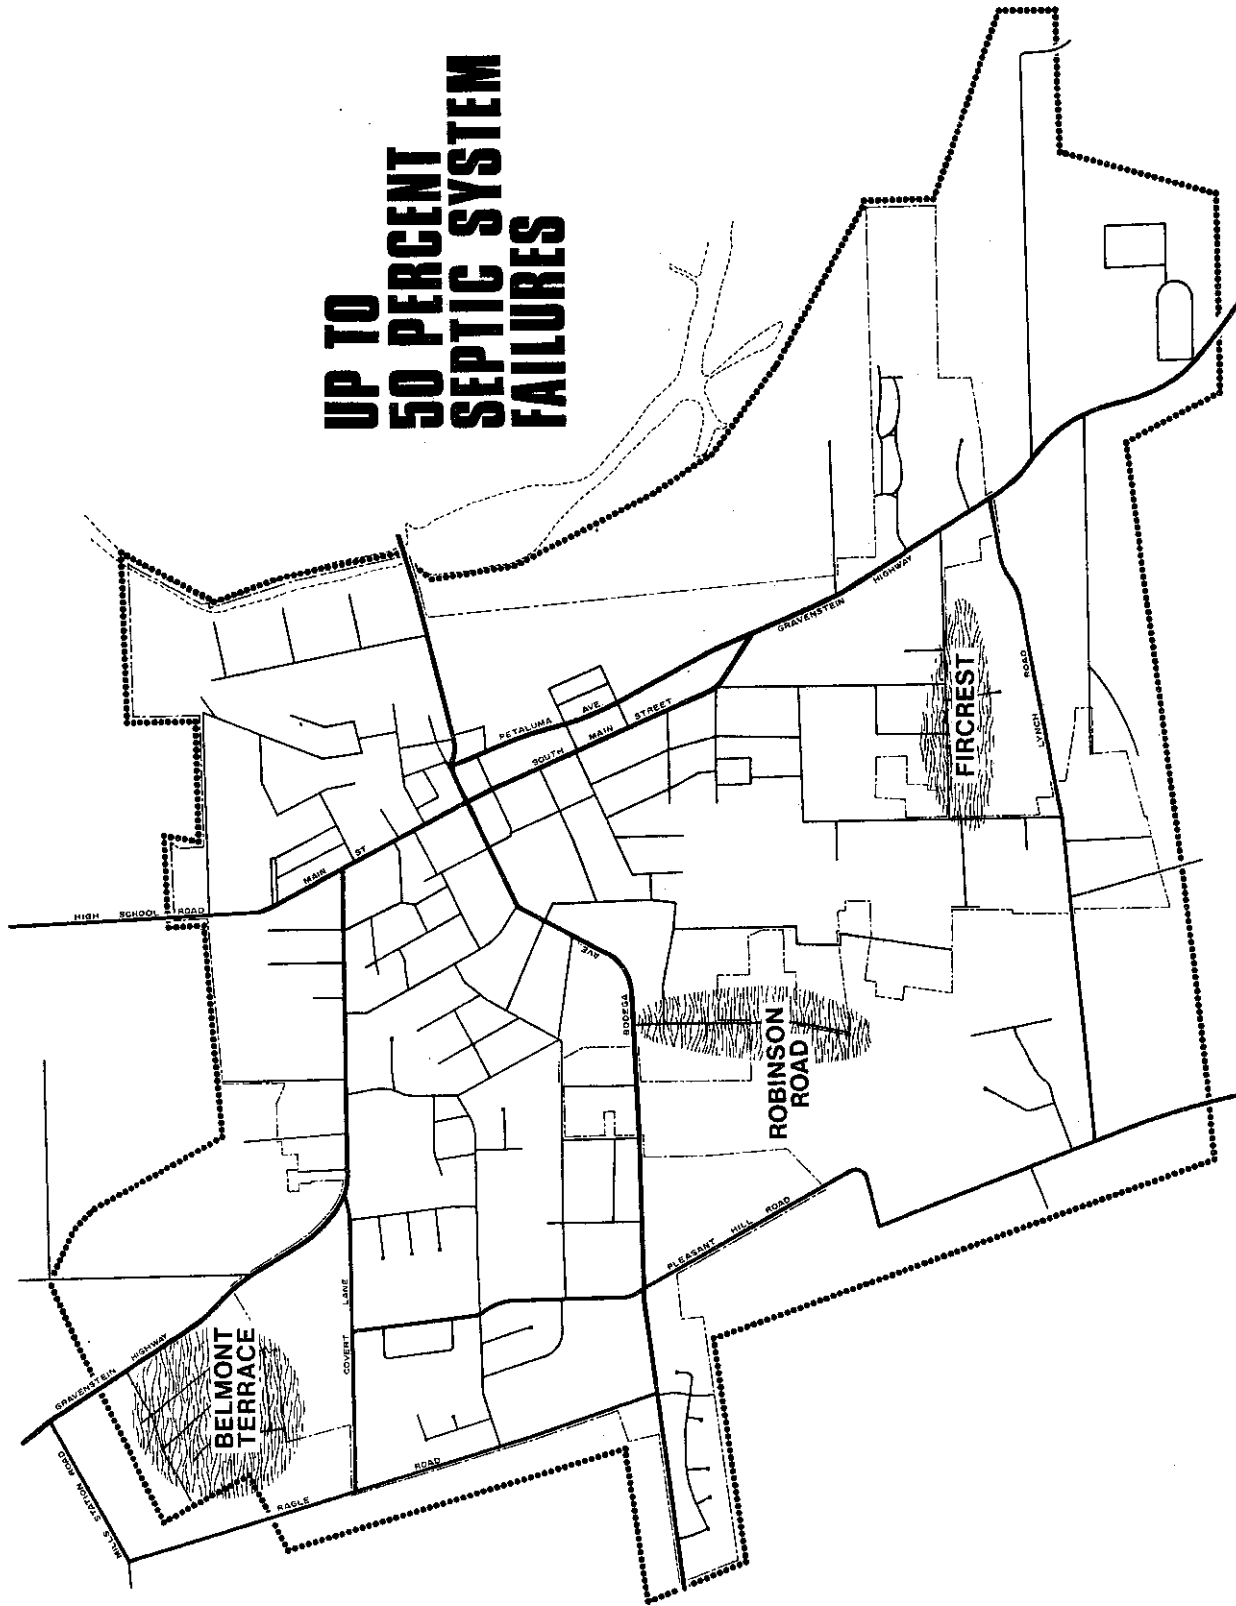 UP TO
50 PERCENT
SEPTIC SYSTEM
FAILURES
HIGH SCHOOL ROAD
MAIN ST
PETALUMA AVE.
SOUTH MAIN STREET
GRAVENSTEIN HIGHWAY
FIRCREST
LYNCH ROAD
BODEGA AVE.
ROBINSON
ROAD
PLEASANT HILL ROAD
COVERT LANE
GRAVENSTEIN HIGHWAY
BELMONT
TERRACE
MILLS STATION ROAD
RAGLE ROAD